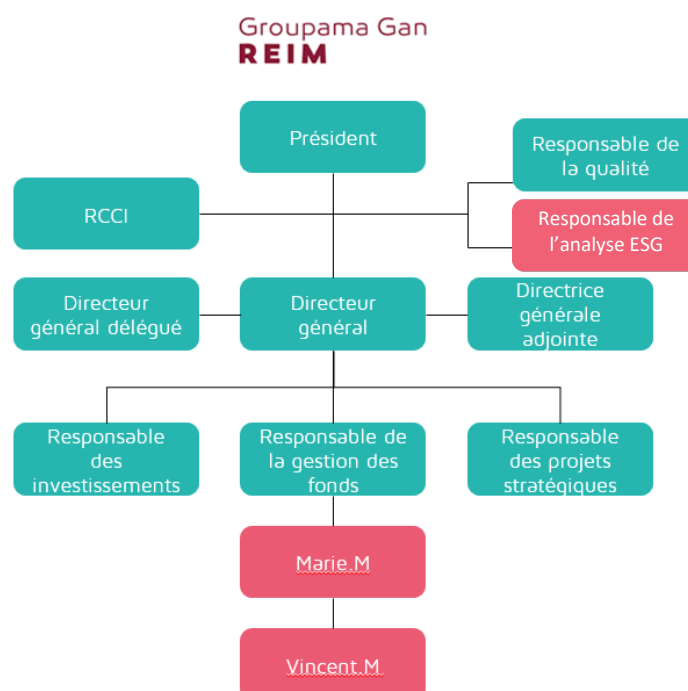 Groupama Gan
REIM
Président
Responsable de
la qualité
RCCI
Responsable de
l'analyse ESG
Directeur
général délégué
Directeur
général
Directrice
générale
adjointe
Responsable
des
investissements
Responsable de
la gestion des
fonds
Responsable
des projets
stratégiques
Marie.M
Vincent.M